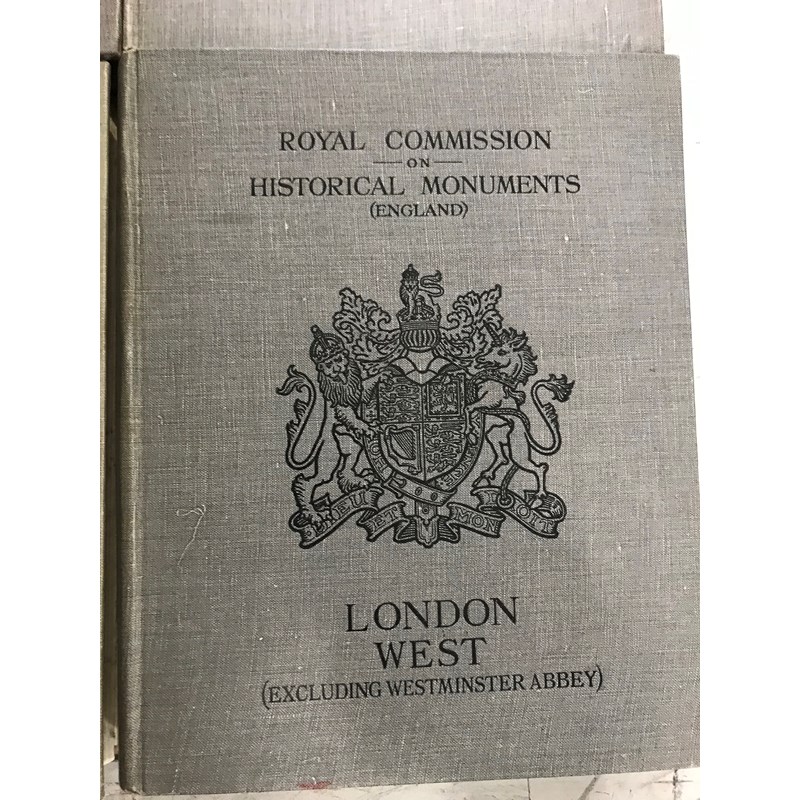 ROYAL COMMISSION
ON
HISTORICAL MONUMENTS
(ENGLAND)
DIEU ET MON DROIT
LONDON
WEST
(EXCLUDING WESTMINSTER ABBEY)